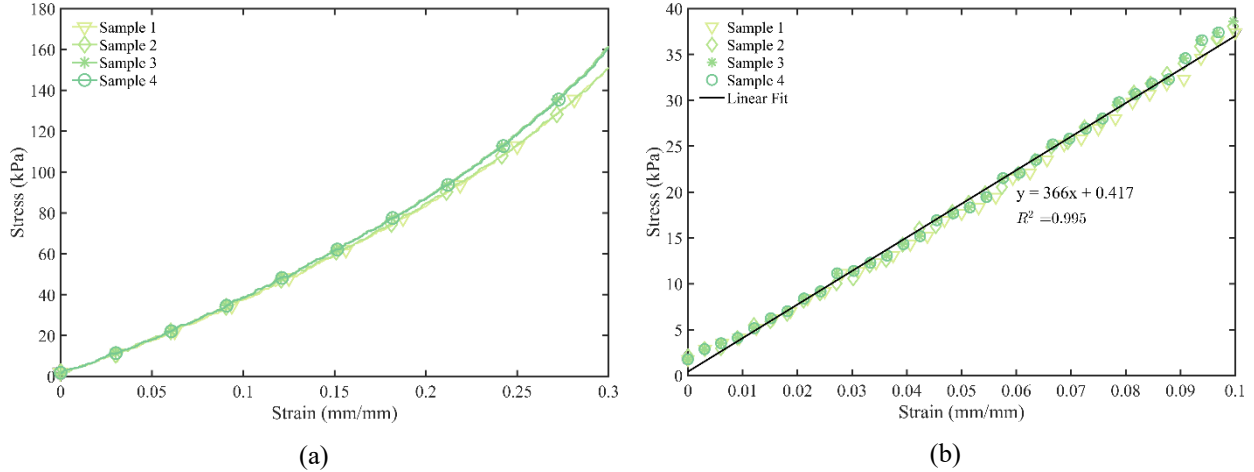 180
160
140
120
100
80
60
40
20
0
Stress (kPa)
Sample 1
Sample 2
Sample 3
Sample 4
0 0.05 0.1 0.15 0.2 0.25 0.3
Strain (mm/mm)
(a)
40
35
30
25
20
15
10
5
0
Stress (kPa)
Sample 1
Sample 2
Sample 3
Sample 4
Linear Fit
y = 366x + 0.417
R² =0.995
0 0.01 0.02 0.03 0.04 0.05 0.06 0.07 0.08 0.09 0.1
Strain (mm/mm)
(b)